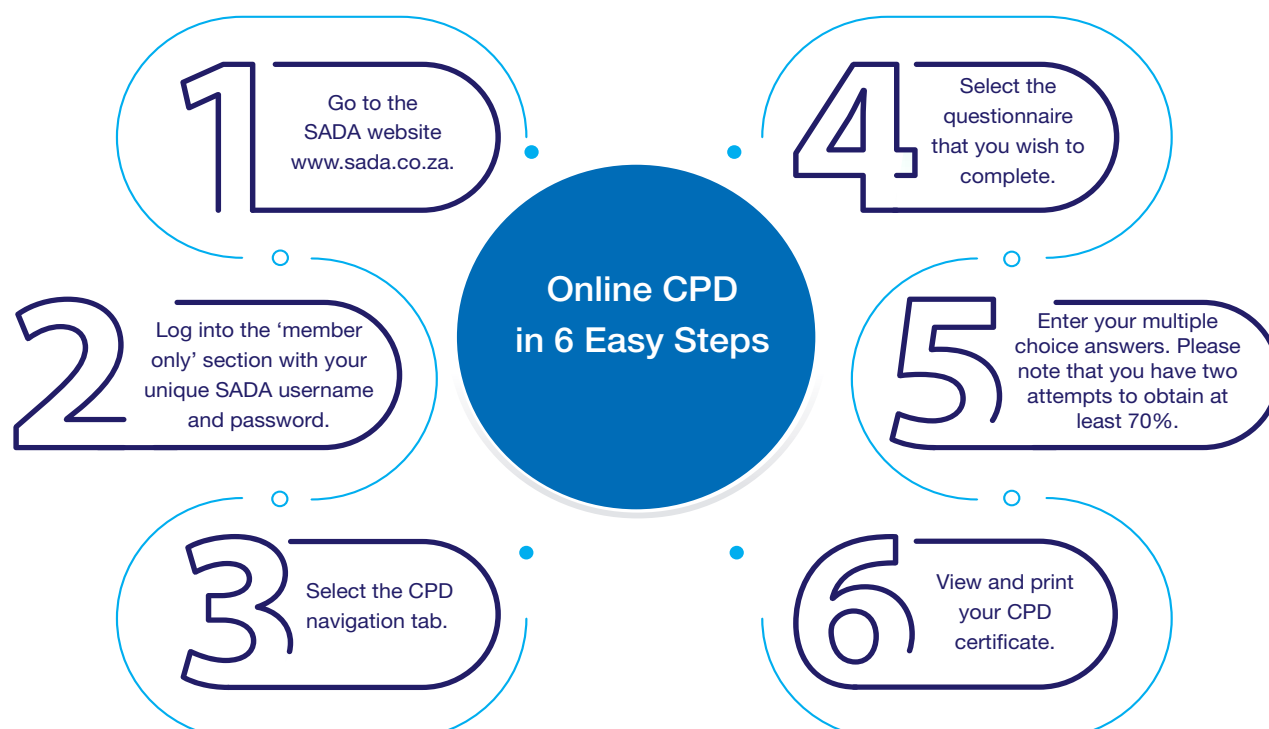 Online CPD
in 6 Easy Steps
1
Go to the
SADA website
www.sada.co.za.
2
Log into the ‘member
only’ section with your
unique SADA username
and password.
3
Select the CPD
navigation tab.
4
Select the
questionnaire
that you wish to
complete.
5
Enter your multiple
choice answers. Please
note that you have two
attempts to obtain at
least 70%.
6
View and print
your CPD
certificate.